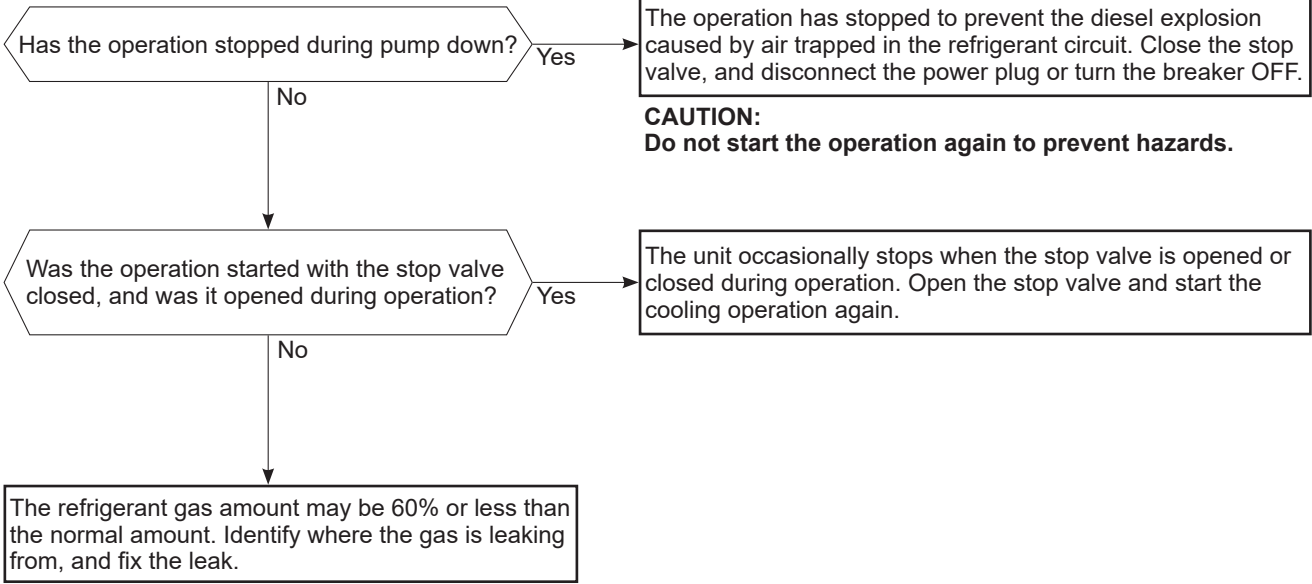 Has the operation stopped during pump down?
Yes
The operation has stopped to prevent the diesel explosion
caused by air trapped in the refrigerant circuit. Close the stop
valve, and disconnect the power plug or turn the breaker OFF.
CAUTION:
Do not start the operation again to prevent hazards.
No
Was the operation started with the stop valve
closed, and was it opened during operation?
Yes
The unit occasionally stops when the stop valve is opened or
closed during operation. Open the stop valve and start the
cooling operation again.
No
The refrigerant gas amount may be 60% or less than
the normal amount. Identify where the gas is leaking
from, and fix the leak.